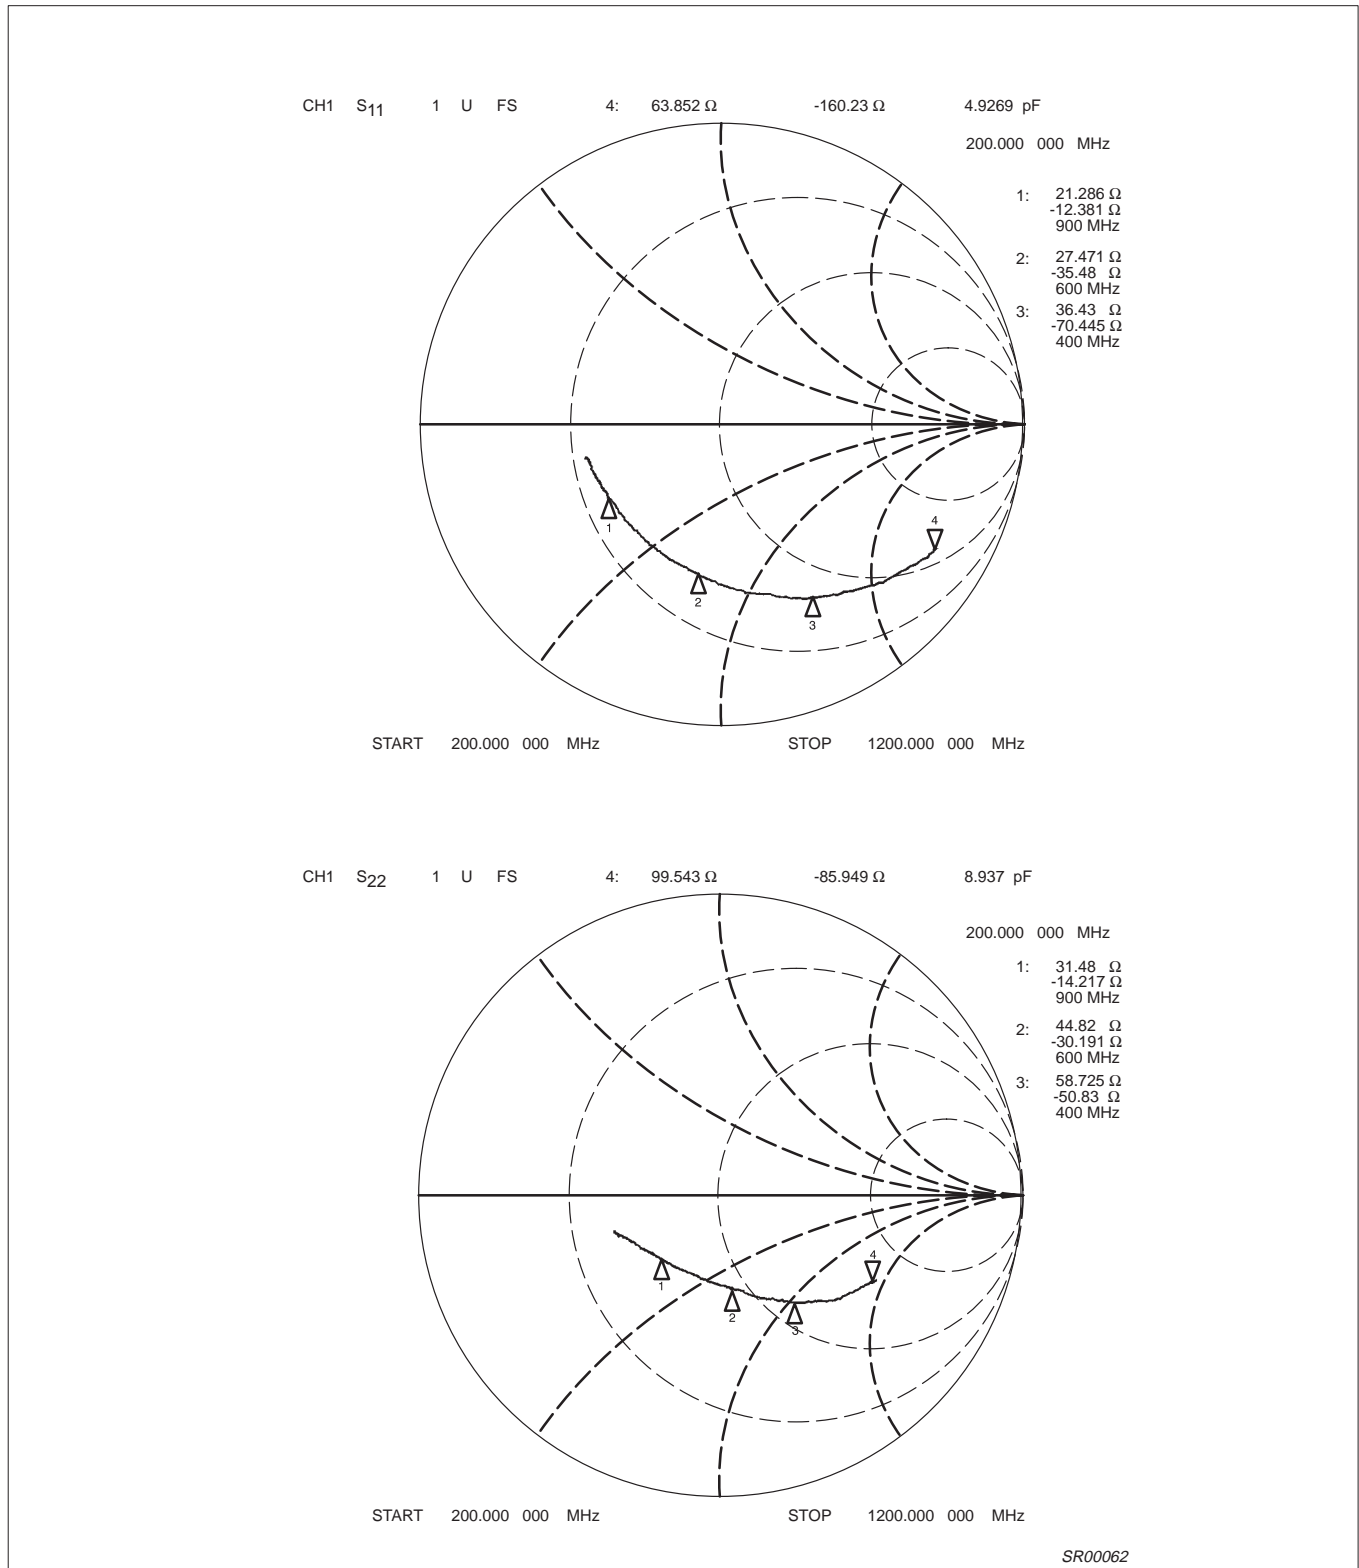 CH1 S11 1 U FS 4: 63.852 Ω -160.23 Ω 4.9269 pF
200.000 000 MHz
1: 21.286 Ω
-12.381 Ω
900 MHz
2: 27.471 Ω
-35.48 Ω
600 MHz
3: 36.43 Ω
-70.445 Ω
400 MHz
4
1
2
3
START 200.000 000 MHz STOP 1200.000 000 MHz
CH1 S22 1 U FS 4: 99.543 Ω -85.949 Ω 8.937 pF
200.000 000 MHz
1: 31.48 Ω
-14.217 Ω
900 MHz
2: 44.82 Ω
-30.191 Ω
600 MHz
3: 58.725 Ω
-50.83 Ω
400 MHz
4
1
2
3
START 200.000 000 MHz STOP 1200.000 000 MHz
SR00062